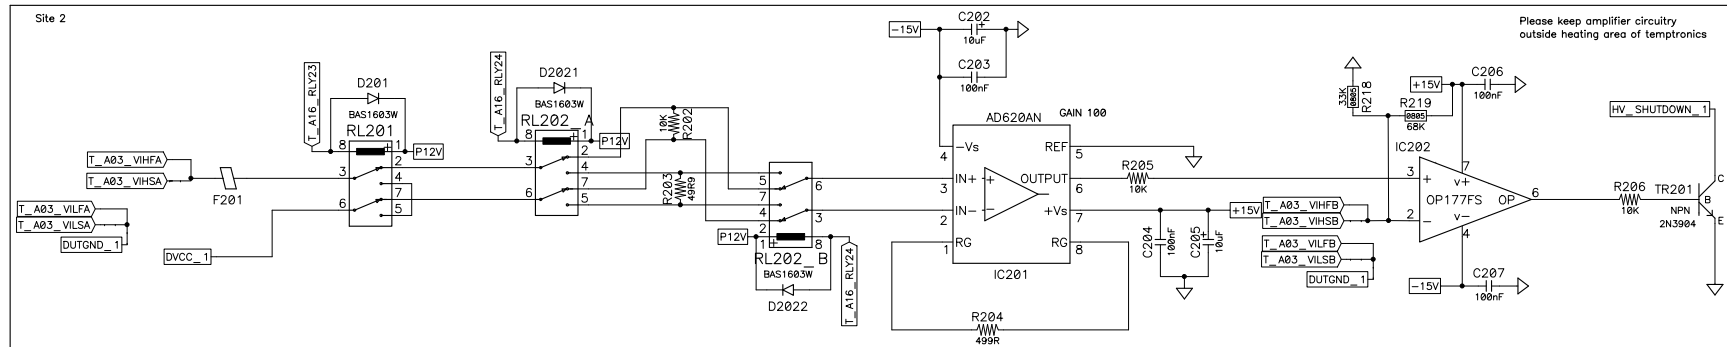 Site 2
Please keep amplifier circuitry
outside heating area of temptronics
T_A16_RLY23
D201
BAS1603W
RL201
8
1
P12V
2
3
4
7
6
5
T_A03_VIHFA
T_A03_VIHSA
F201
T_A03_VILFA
T_A03_VILSA
DUTGND_1
DVCC_1
T_A16_RLY24
D2021
BAS1603W
RL202_A
8
1
P12V
2
3
4
7
6
5
10K
R202
R203
49R9
5
6
7
4
3
2
P12V
1
8
RL202_B
BAS1603W
D2022
T_A16_RLY24
-15V
C202
+
10uF
C203
100nF
AD620AN
GAIN 100
-Vs
REF
4
5
IN+
OUTPUT
3
6
+
IN-
+Vs
2
7
-
RG
RG
1
8
IC201
R204
499R
R205
10K
+15V
C204
100nF
C205
+
10uF
33K
0805
R218
R219
0805
68K
+15V
C206
100nF
IC202
7
3
+
V+
OP177FS
OP
6
2
-
V-
4
T_A03_VIHFB
T_A03_VIHSB
T_A03_VILFB
T_A03_VILSB
DUTGND_1
-15V
C207
100nF
HV_SHUTDOWN_1
R206
10K
TR201
NPN
2N3904
C
B
E